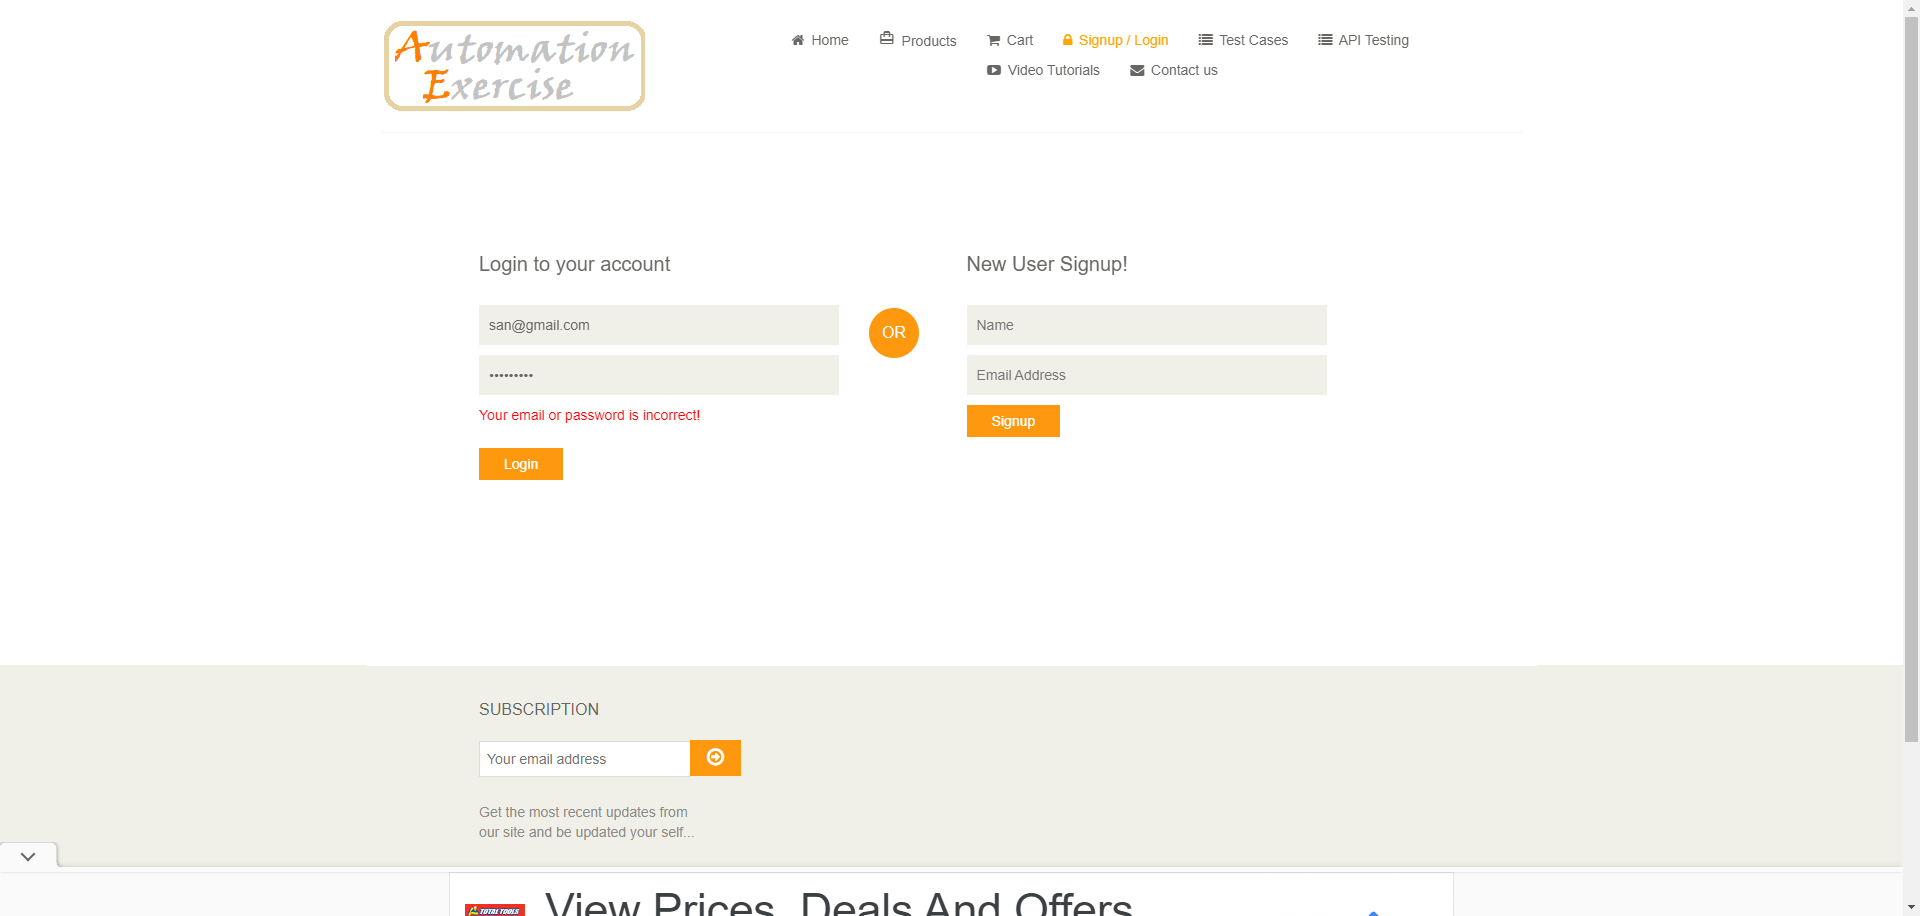 Automation
Exercise
Home
Products
Cart
Signup / Login
Test Cases
API Testing
Video Tutorials
Contact us
Login to your account
san@gmail.com
•••••••••
Your email or password is incorrect!
Login
OR
New User Signup!
Name
Email Address
Signup
SUBSCRIPTION
Your email address
Get the most recent updates from
our site and be updated your self...
TOTAL TOOLS
View Prices, Deals And Offers